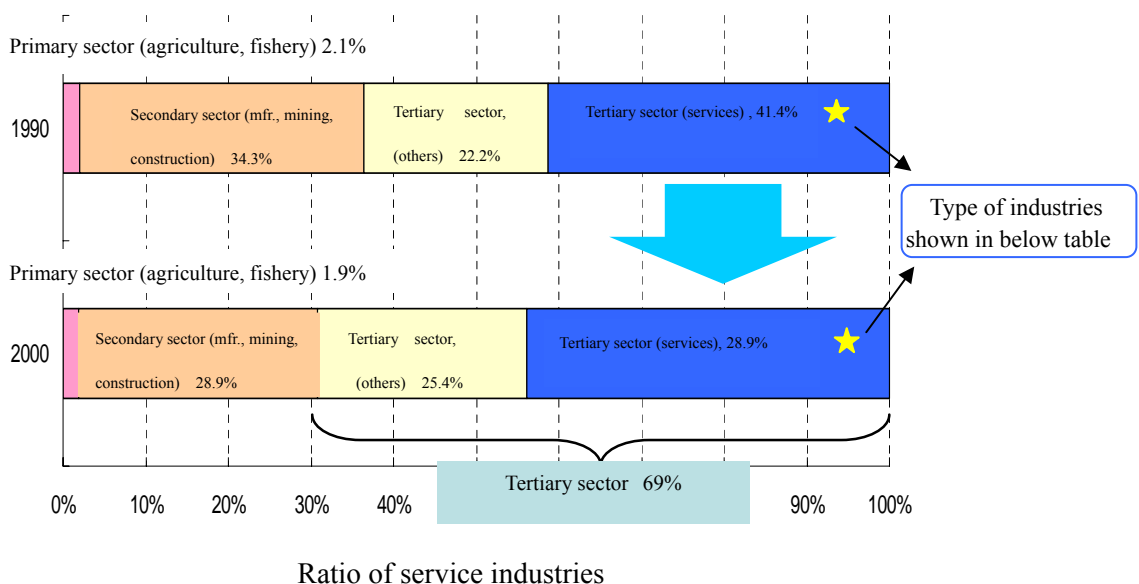 Primary sector (agriculture, fishery) 2.1%
1990
Secondary sector (mfr., mining,
construction) 34.3%
Tertiary sector,
(others) 22.2%
Tertiary sector (services) , 41.4%
Type of industries
shown in below table
Primary sector (agriculture, fishery) 1.9%
2000
Secondary sector (mfr., mining,
construction) 28.9%
Tertiary sector,
(others) 25.4%
Tertiary sector (services), 28.9%
Tertiary sector 69%
0% 10% 20% 30% 40% 90% 100%
Ratio of service industries